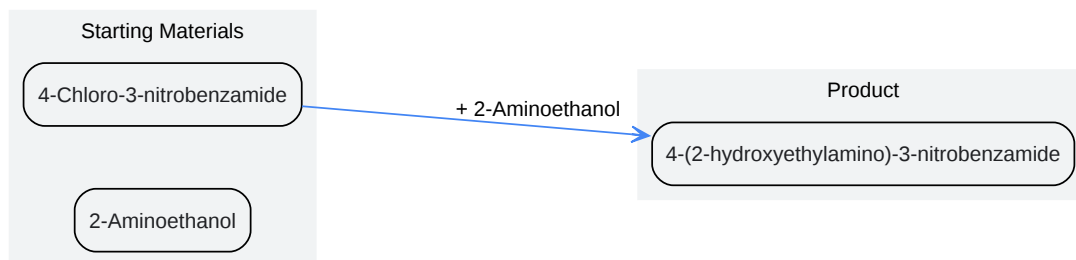 Starting Materials
4-Chloro-3-nitrobenzamide
2-Aminoethanol
+ 2-Aminoethanol
Product
4-(2-hydroxyethylamino)-3-nitrobenzamide